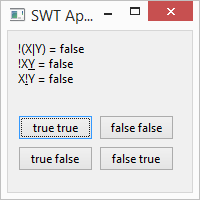 SWT Ap...
!(X|Y) = false
!XY = false
X!Y = false
true true
false false
true false
false true